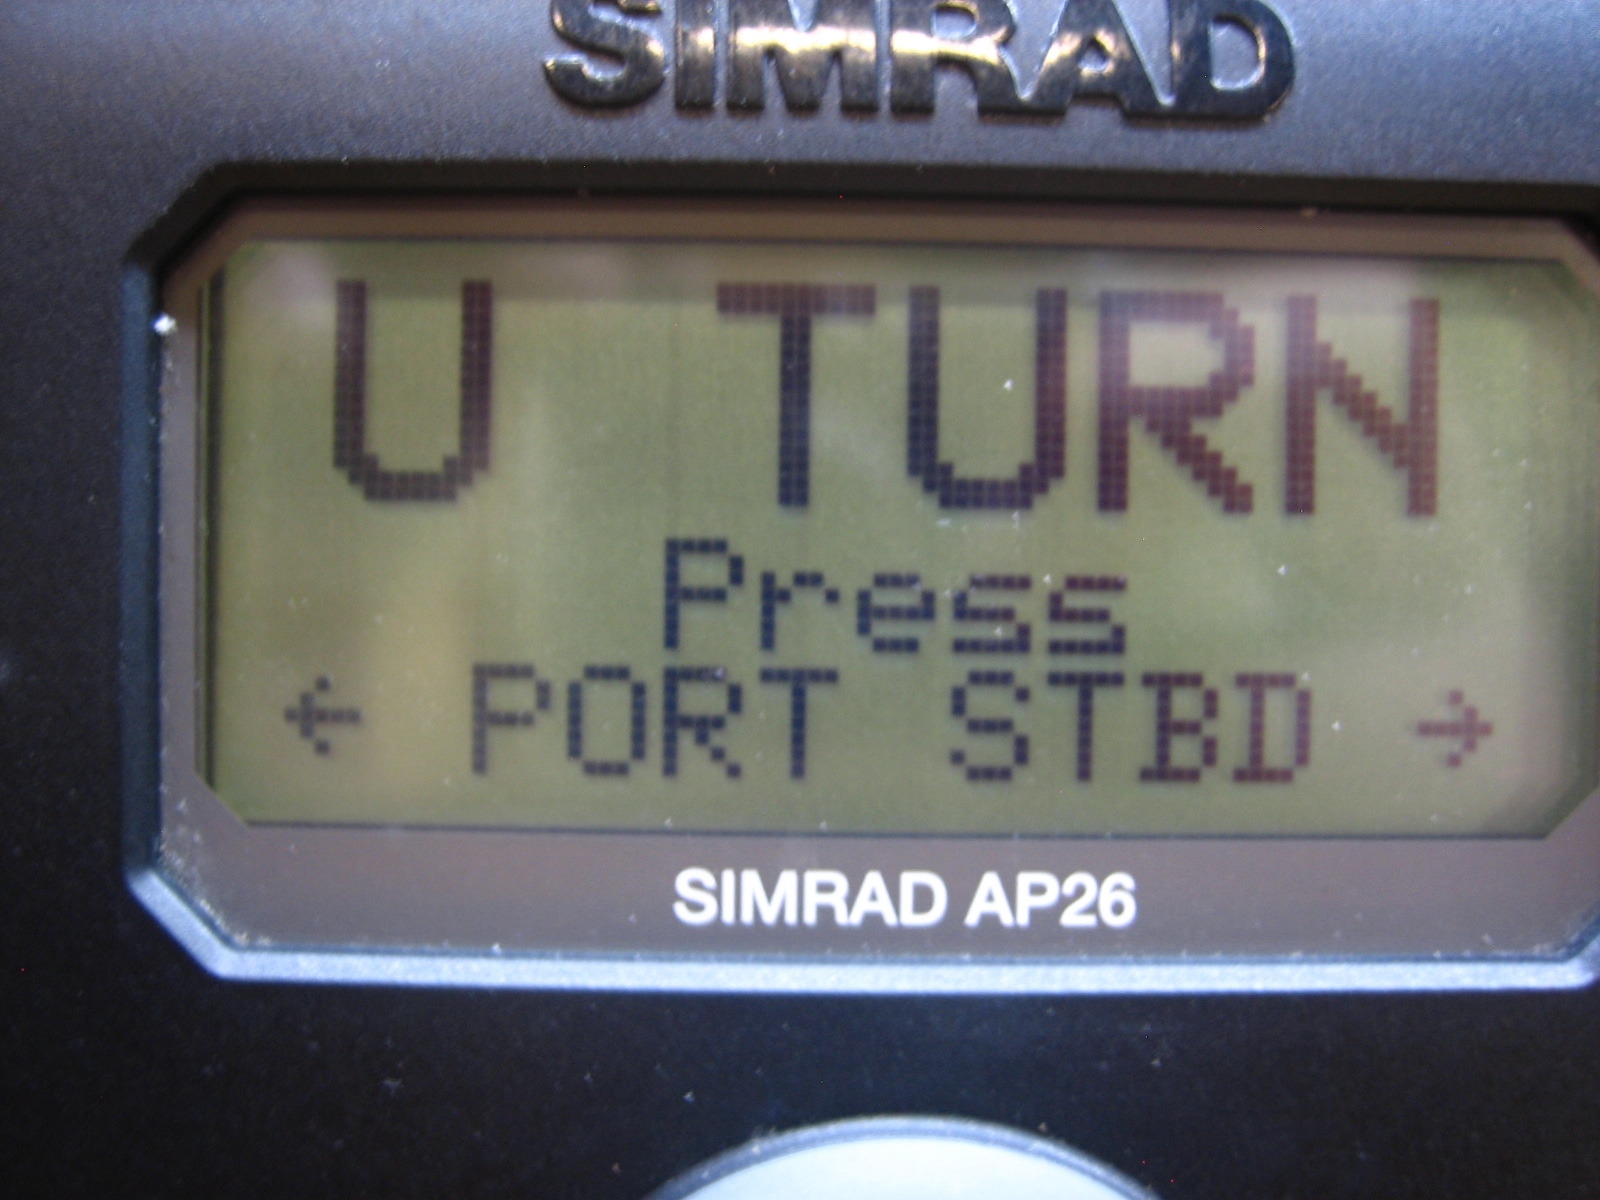 SIMRAD
U TURN
Press
← PORT STBD →
SIMRAD AP26